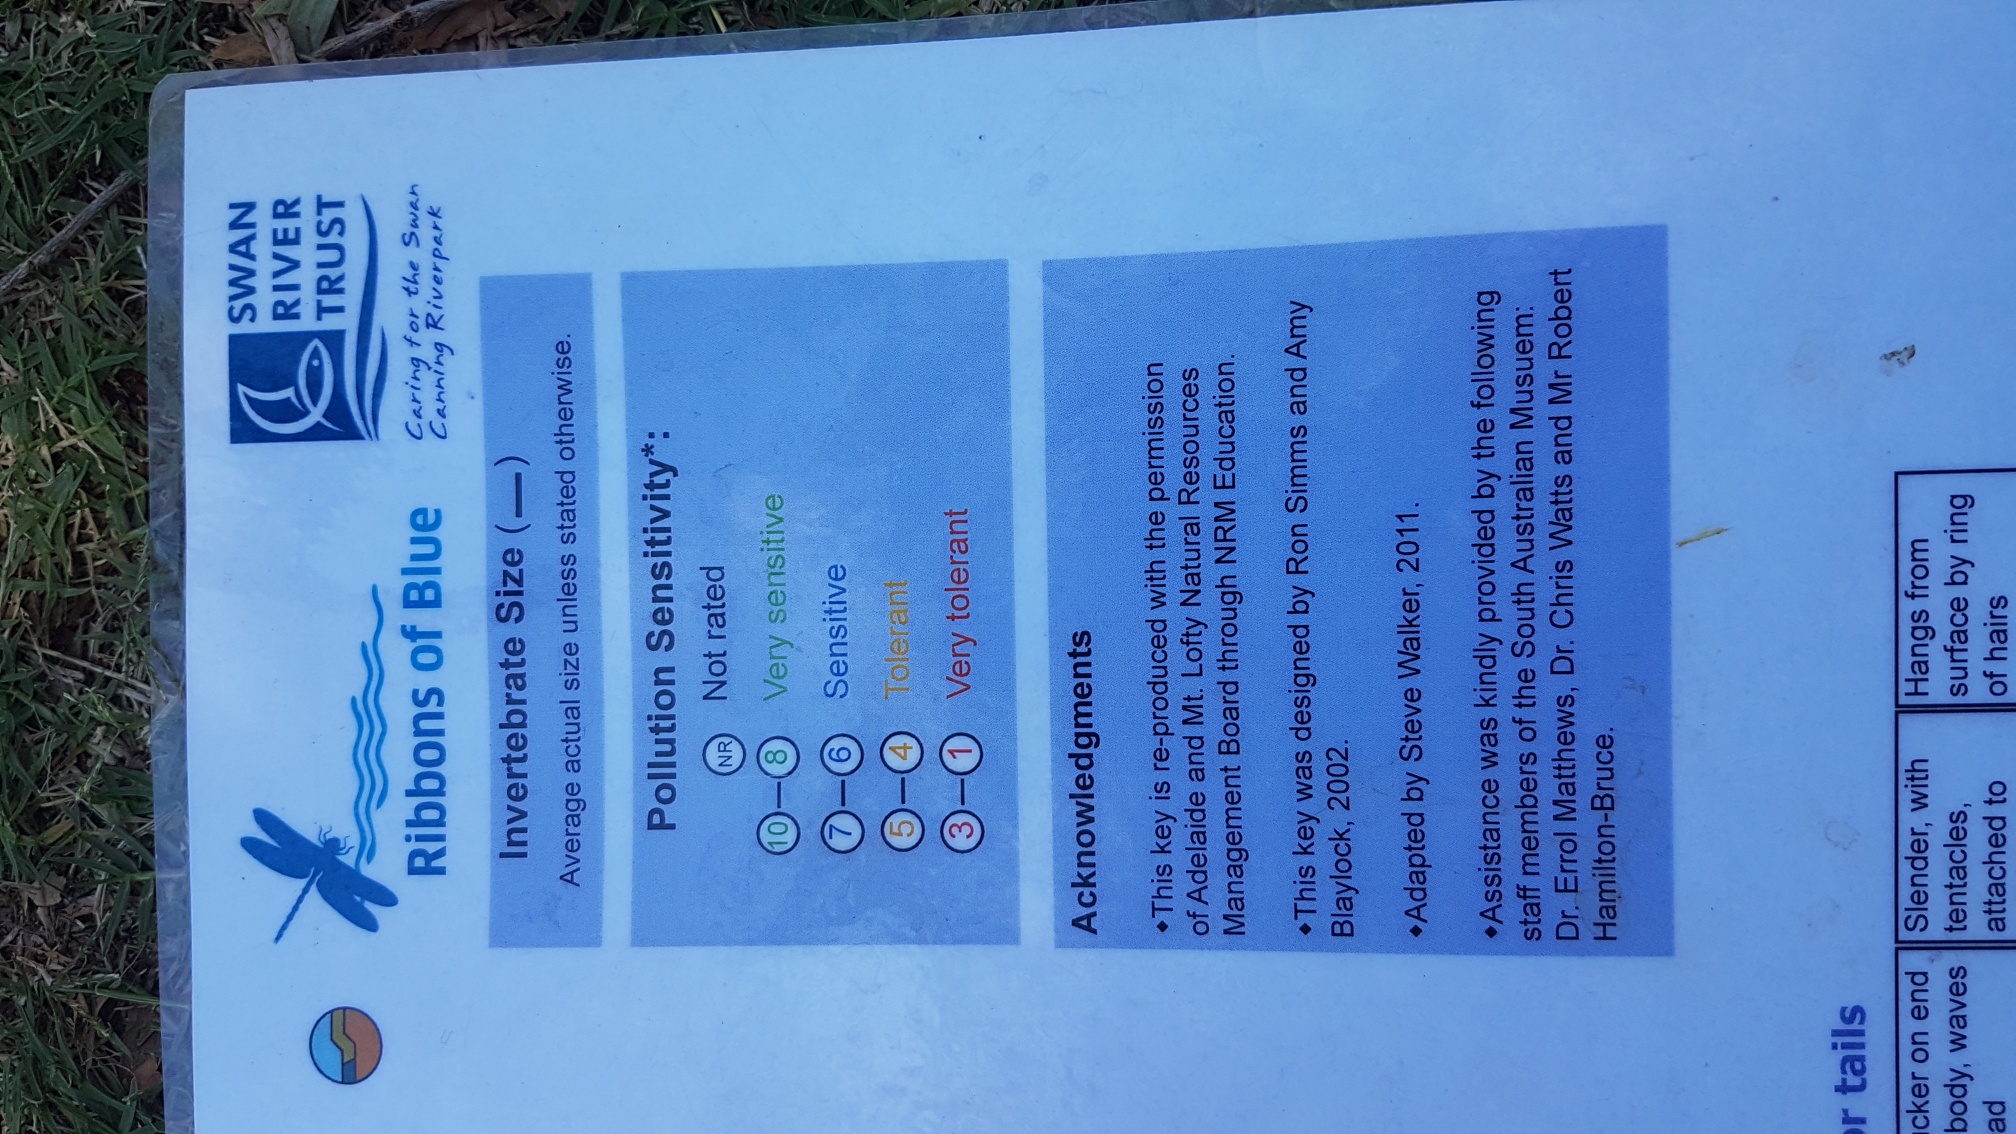 SWAN
RIVER
TRUST
Caring for the Swan
Canning Riverpark
Ribbons of Blue
Invertebrate Size (—)
Average actual size unless stated otherwise.
Pollution Sensitivity*:
NR Not rated
10—8 Very sensitive
7—6 Sensitive
5—4 Tolerant
3—1 Very tolerant
Acknowledgments
◆This key is re-produced with the permission
of Adelaide and Mt. Lofty Natural Resources
Management Board through NRM Education.
◆This key was designed by Ron Simms and Amy
Blaylock, 2002.
◆Adapted by Steve Walker, 2011.
◆Assistance was kindly provided by the following
staff members of the South Australian Musuem:
Dr. Errol Matthews, Dr. Chris Watts and Mr Robert
Hamilton-Bruce.
or tails
cker on end
body, waves
ad
Slender, with
tentacles,
attached to
Hangs from
surface by ring
of hairs